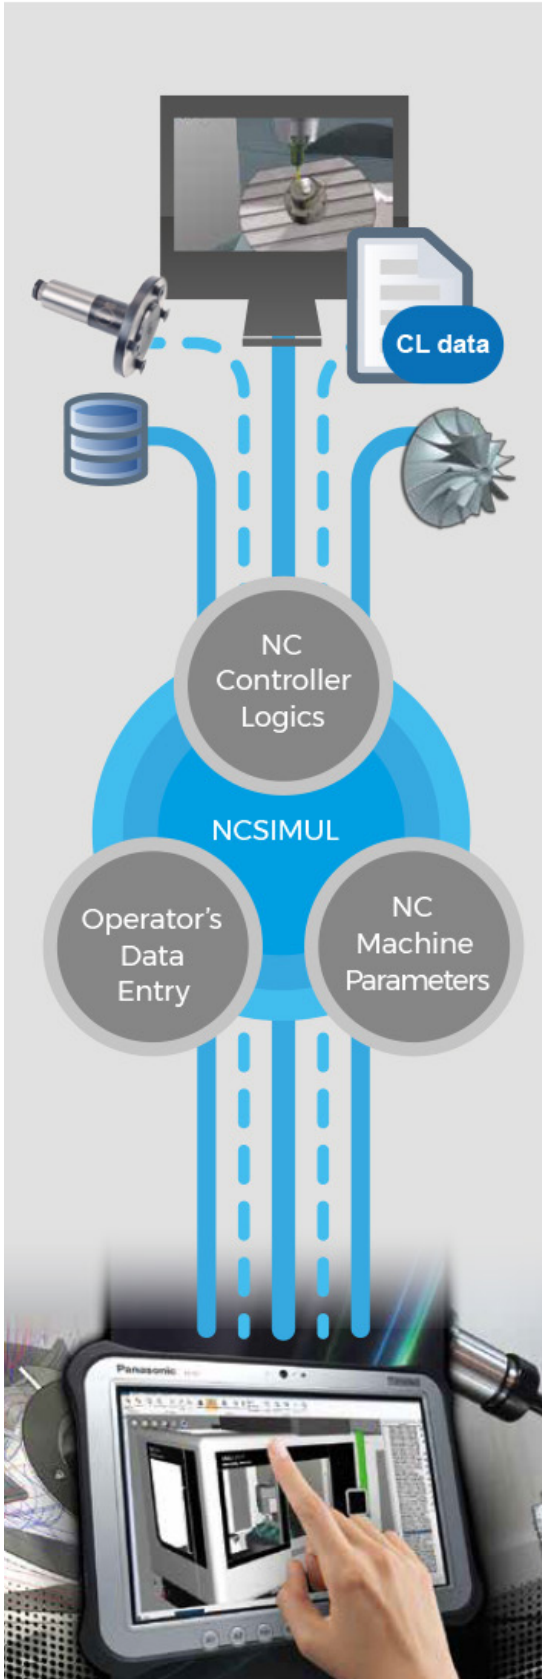 CL data
NC
Controller
Logics
NCSIMUL
Operator's
Data
Entry
NC
Machine
Parameters
Panasonic